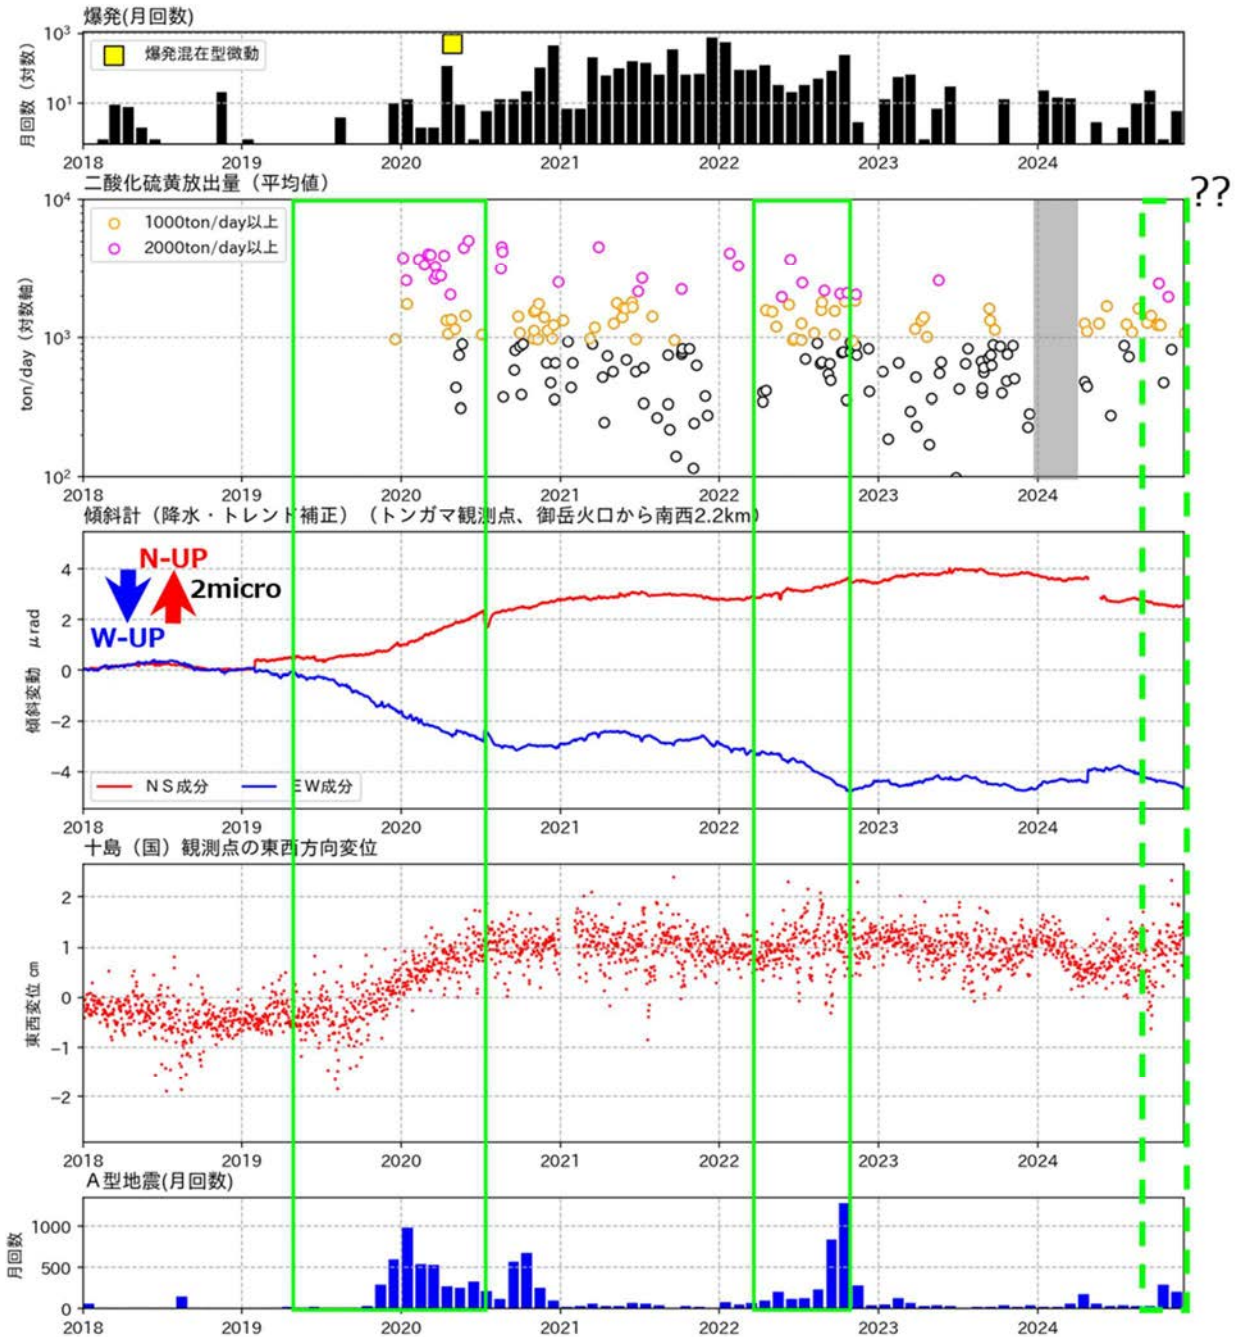 爆発(月回数)
月回数（対数）
10³
10¹
爆発混在型微動
2018 2019 2020 2021 2022 2023 2024
二酸化硫黄放出量（平均値）
??
ton/day（対数軸）
10⁴
10³
10²
1000ton/day以上
2000ton/day以上
2018 2019 2020 2021 2022 2023 2024
傾斜計（降水・トレンド補正）（トンガマ観測点、御岳火口から南西2.2km）
傾斜変動 μrad
4
2
0
−2
−4
N-UP
2micro
W-UP
NS成分 EW成分
2018 2019 2020 2021 2022 2023 2024
十島（国）観測点の東西方向変位
東西変位 cm
2
1
0
−1
−2
2018 2019 2020 2021 2022 2023 2024
A型地震(月回数)
月回数
1000
500
0
2018 2019 2020 2021 2022 2023 2024